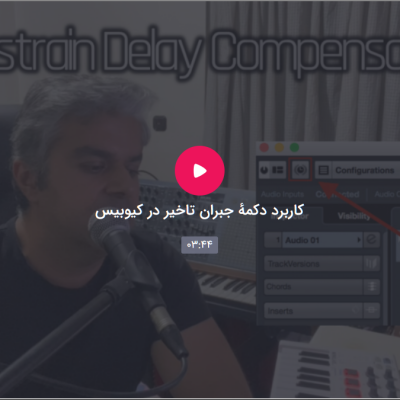 strain Delay Compensa
Configurations
Visibility
کاربرد دکمهٔ جبران تاخیر در کیوبیس
1 Audio 01
۰۳:۴۴
TrackVersions
Chords
Inserts